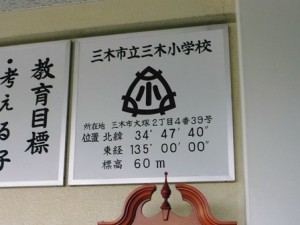 三木市立三木小学校
小
所在地 三木市大塚2丁目4番39号
位置 北緯 34° 47′ 40″
東経 135° 00′ 00″
標高 60 m
教育目標
・考える子